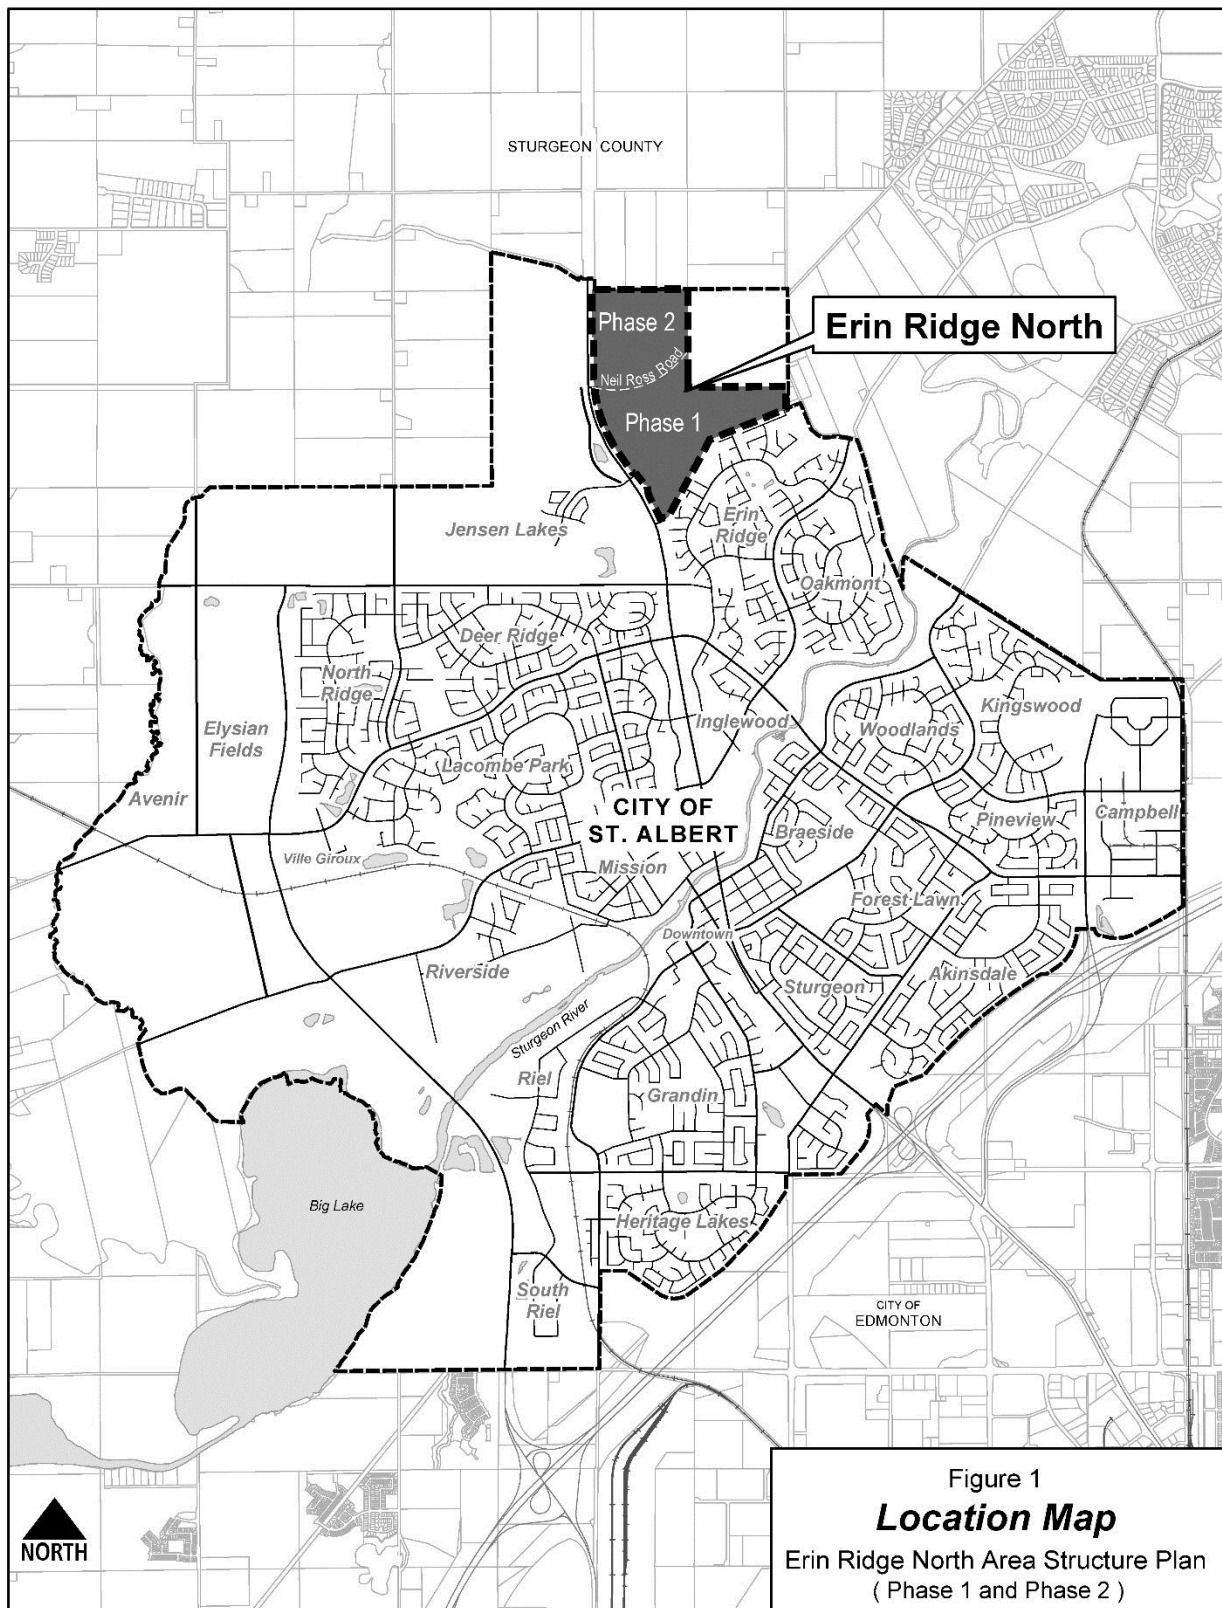 STURGEON COUNTY
Phase 2
Erin Ridge North
Neil Ross Road
Phase 1
Jensen Lakes
Erin
Ridge
Oakmont
Deer Ridge
North
Ridge
Kingswood
Inglewood
Woodlands
Elysian
Fields
Lacombe Park
Avenir
CITY OF
ST. ALBERT
Braeside
Pineview
Campbell
Ville Giroux
Mission
Forest Lawn
Downtown
Riverside
Akinsdale
Sturgeon
Sturgeon River
Riel
Grandin
Big Lake
Heritage Lakes
South
Riel
CITY OF
EDMONTON
NORTH
Figure 1
Location Map
Erin Ridge North Area Structure Plan
( Phase 1 and Phase 2 )